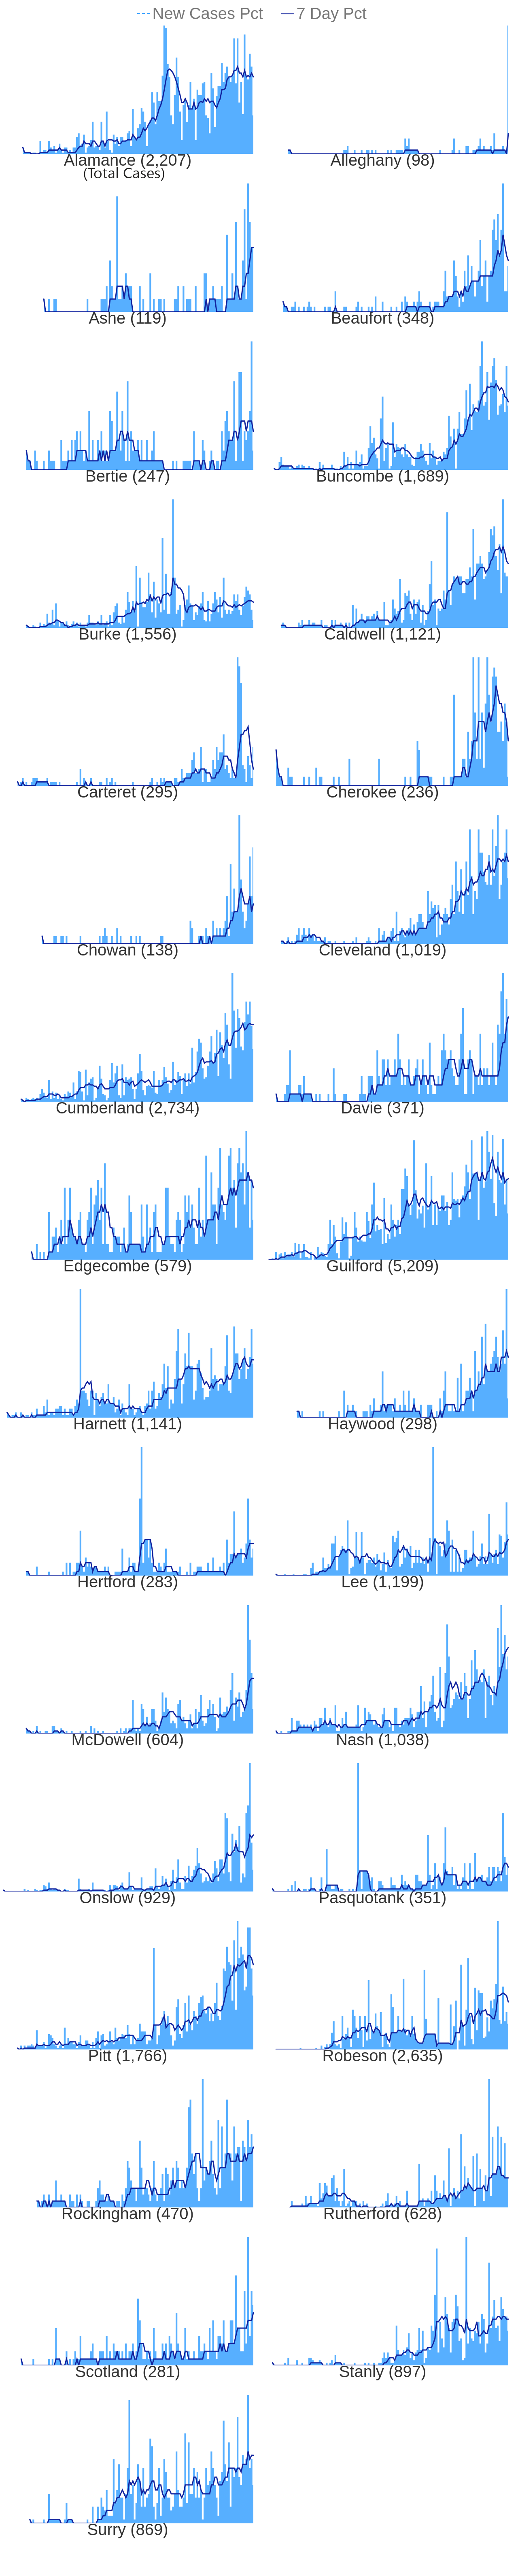 New Cases Pct 7 Day Pct
Alamance (2,207) Alleghany (98)
(Total Cases)
Ashe (119) Beaufort (348)
Bertie (247) Buncombe (1,689)
Burke (1,556) Caldwell (1,121)
Carteret (295) Cherokee (236)
Chowan (138) Cleveland (1,019)
Cumberland (2,734) Davie (371)
Edgecombe (579) Guilford (5,209)
Harnett (1,141) Haywood (298)
Hertford (283) Lee (1,199)
McDowell (604) Nash (1,038)
Onslow (929) Pasquotank (351)
Pitt (1,766) Robeson (2,635)
Rockingham (470) Rutherford (628)
Scotland (281) Stanly (897)
Surry (869)